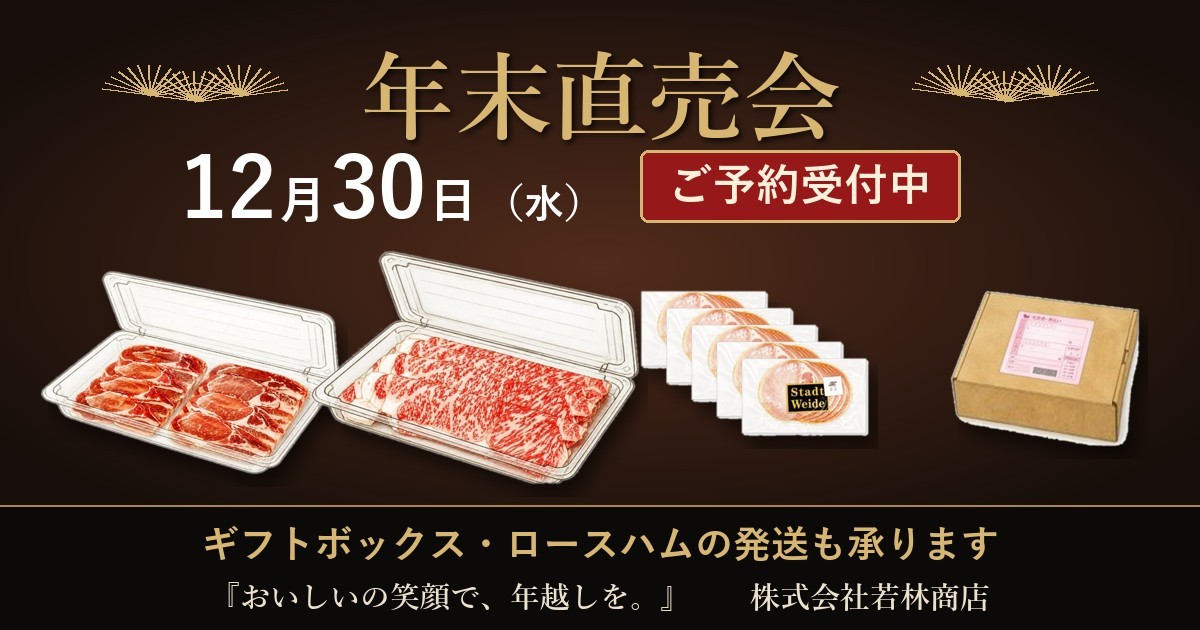 年末直売会
12月30日（水）
ご予約受付中
Stadt
Weide
ギフトボックス・ロースハムの発送も承ります
『おいしいの笑顔で、年越しを。』 株式会社若林商店